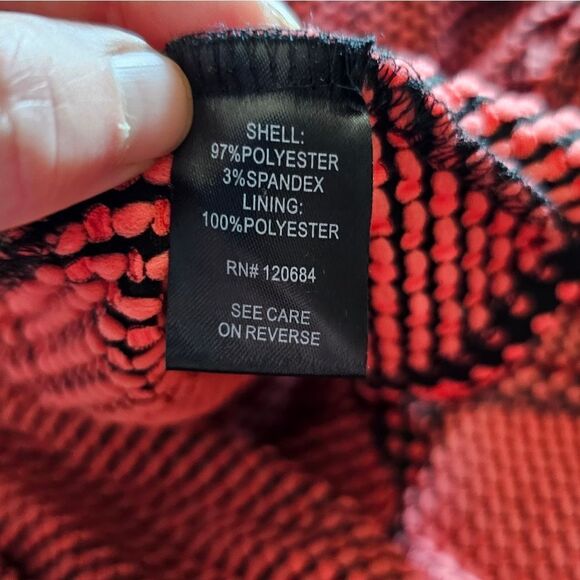 SHELL:
97%POLYESTER
3%SPANDEX
LINING:
100%POLYESTER
RN# 120684
SEE CARE
ON REVERSE